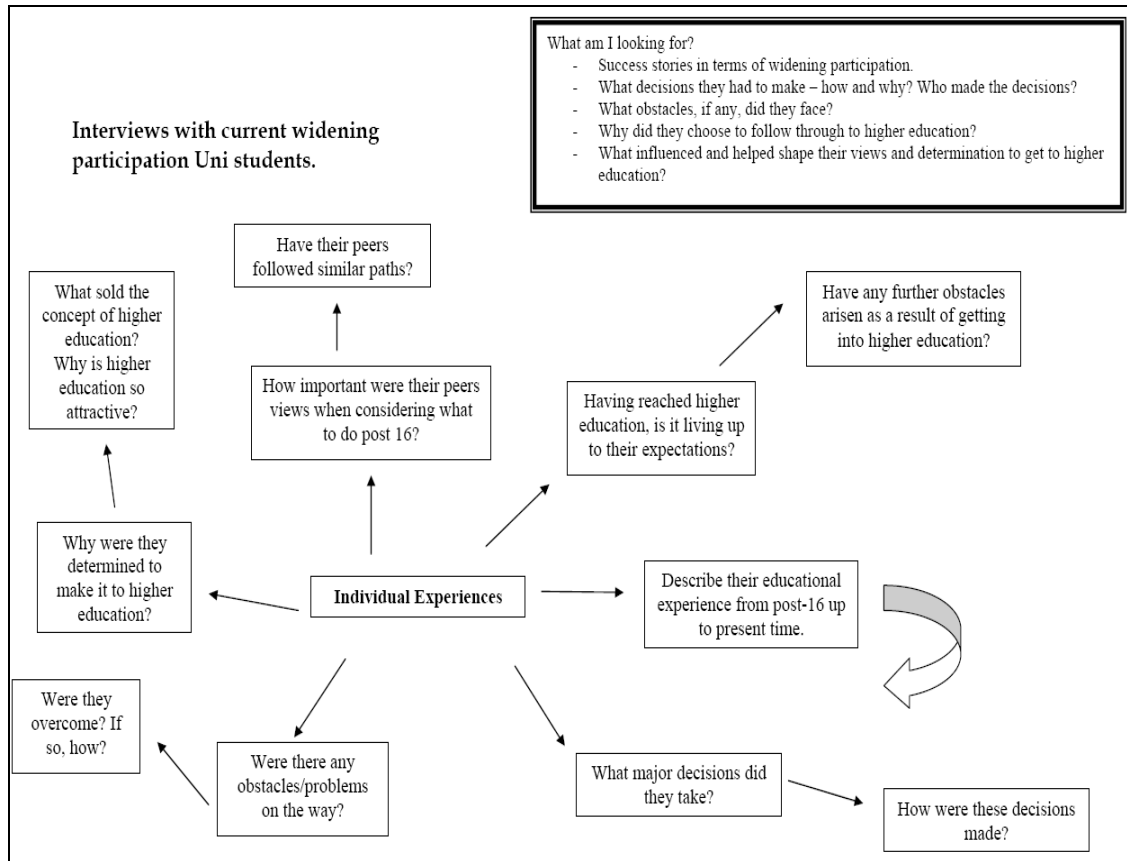 What am I looking for?
- Success stories in terms of widening participation.
- What decisions they had to make – how and why? Who made the decisions?
- What obstacles, if any, did they face?
- Why did they choose to follow through to higher education?
- What influenced and helped shape their views and determination to get to higher
education?
Interviews with current widening
participation Uni students.
Have their peers
followed similar paths?
What sold the
concept of higher
education?
Why is higher
education so
attractive?
Have any further obstacles
arisen as a result of getting
into higher education?
How important were their peers
views when considering what
to do post 16?
Having reached higher
education, is it living up
to their expectations?
Why were they
determined to
make it to higher
education?
Individual Experiences
Describe their educational
experience from post-16 up
to present time.
Were they
overcome? If
so, how?
Were there any
obstacles/problems
on the way?
What major decisions did
they take?
How were these decisions
made?